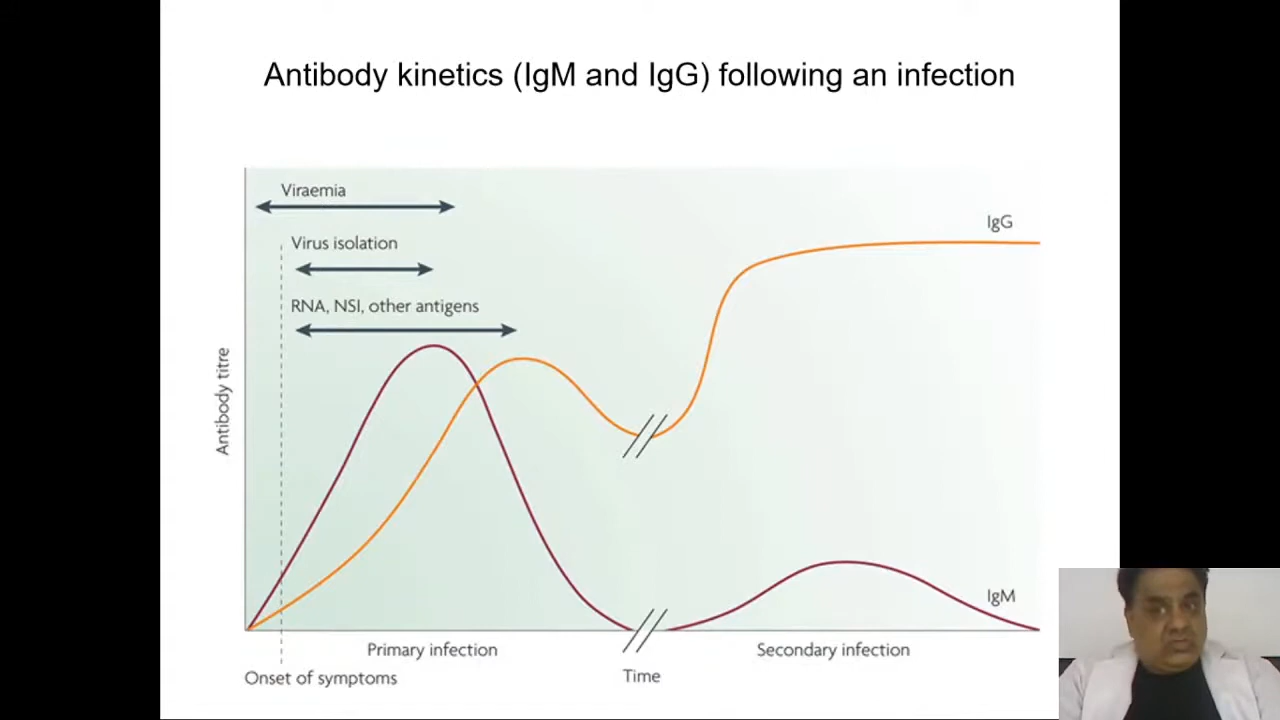 Antibody kinetics (IgM and IgG) following an infection
Viraemia
Virus isolation
RNA, NSI, other antigens
IgG
Antibody titre
IgM
Primary infection
Secondary infection
Onset of symptoms
Time